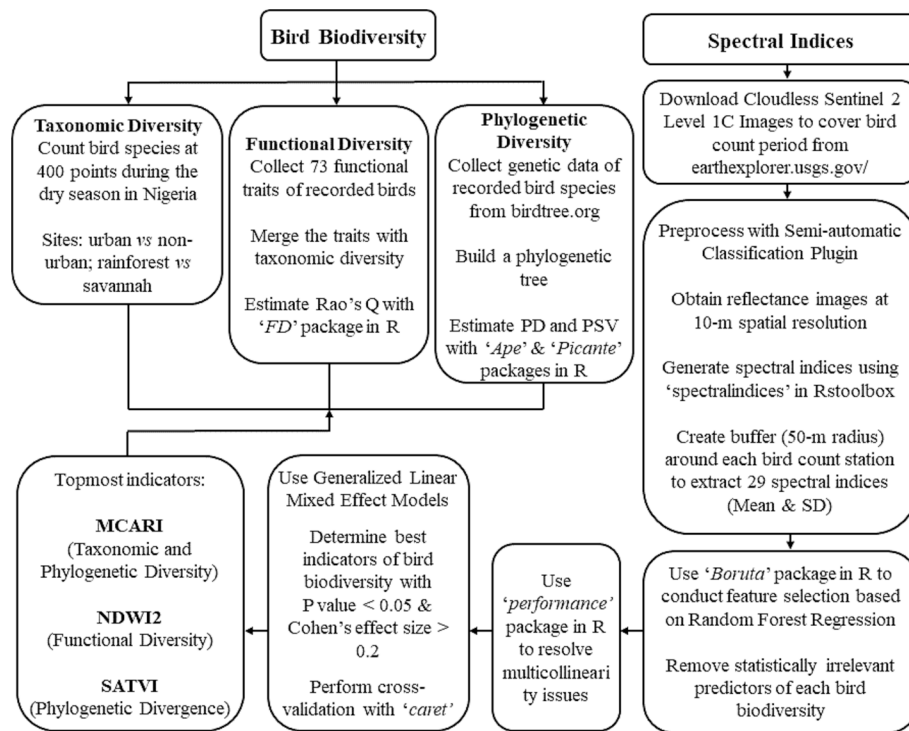 Bird Biodiversity
Spectral Indices
Taxonomic Diversity
Count bird species at
400 points during the
dry season in Nigeria
Sites: urban vs non-
urban; rainforest vs
savannah
Functional Diversity
Collect 73 functional
traits of recorded birds
Merge the traits with
taxonomic diversity
Estimate Rao's Q with
‘FD’ package in R
Phylogenetic
Diversity
Collect genetic data of
recorded bird species
from birdtree.org
Build a phylogenetic
tree
Estimate PD and PSV
with ‘Ape’ & ‘Picante’
packages in R
Download Cloudless Sentinel 2
Level 1C Images to cover bird
count period from
earthexplorer.usgs.gov/
Preprocess with Semi-automatic
Classification Plugin
Obtain reflectance images at
10-m spatial resolution
Generate spectral indices using
‘spectralindices’ in Rstoolbox
Create buffer (50-m radius)
around each bird count station
to extract 29 spectral indices
(Mean & SD)
Use ‘Boruta’ package in R to
conduct feature selection based
on Random Forest Regression
Remove statistically irrelevant
predictors of each bird
biodiversity
Use
‘performance’
package in R
to resolve
multicollinear
ity issues
Use Generalized Linear
Mixed Effect Models
Determine best
indicators of bird
biodiversity with
P value < 0.05 &
Cohen's effect size >
0.2
Perform cross-
validation with ‘caret’
Topmost indicators:
MCARI
(Taxonomic and
Phylogenetic Diversity)
NDWI2
(Functional Diversity)
SATVI
(Phylogenetic Divergence)